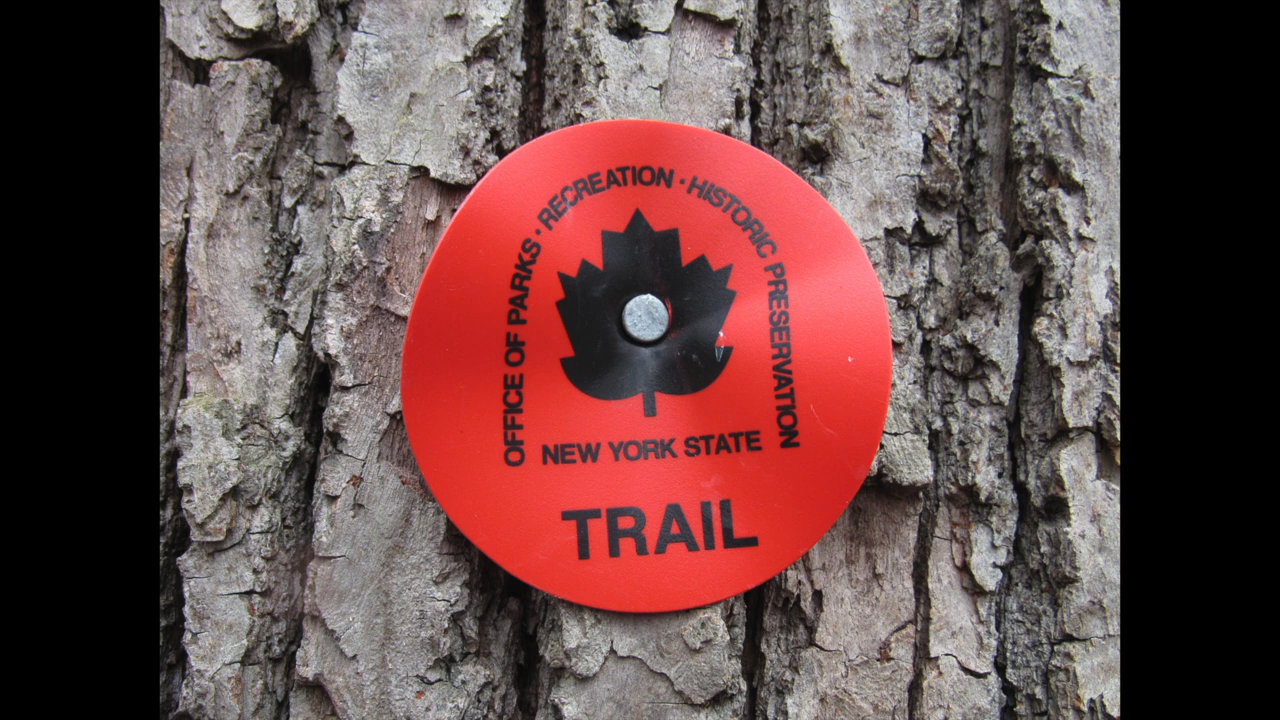 OFFICE OF PARKS · RECREATION · HISTORIC PRESERVATION
NEW YORK STATE
TRAIL